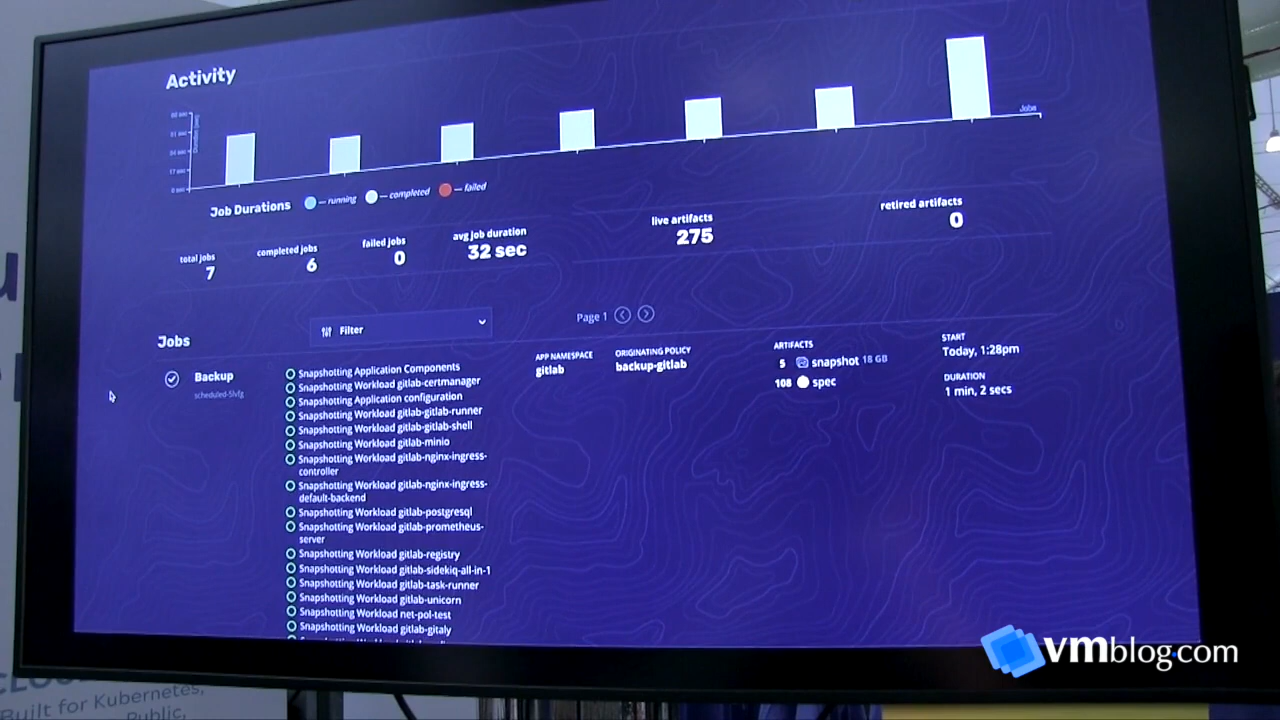 Activity
0 sec
Jobs
Job Durations
running
completed
failed
total jobs
7
completed jobs
6
failed jobs
0
avg job duration
32 sec
live artifacts
275
retired artifacts
0
Jobs
Filter
Page 1
Backup
scheduled-5lvfg
Snapshotting Application Components
Snapshotting Workload gitlab-certmanager
Snapshotting Application configuration
Snapshotting Workload gitlab-gitlab-runner
Snapshotting Workload gitlab-gitlab-shell
Snapshotting Workload gitlab-minio
Snapshotting Workload gitlab-nginx-ingress-
controller
Snapshotting Workload gitlab-nginx-ingress-
default-backend
Snapshotting Workload gitlab-postgresql
Snapshotting Workload gitlab-prometheus-
server
Snapshotting Workload gitlab-registry
Snapshotting Workload gitlab-sidekiq-all-in-1
Snapshotting Workload gitlab-task-runner
Snapshotting Workload gitlab-unicorn
Snapshotting Workload net-pol-test
Snapshotting Workload gitlab-gitaly
APP NAMESPACE
gitlab
ORIGINATING POLICY
backup-gitlab
ARTIFACTS
5 snapshot 18 GB
108 spec
START
Today, 1:28pm
DURATION
1 min, 2 secs
Built for Kubernetes,
Public,
vmblog.com